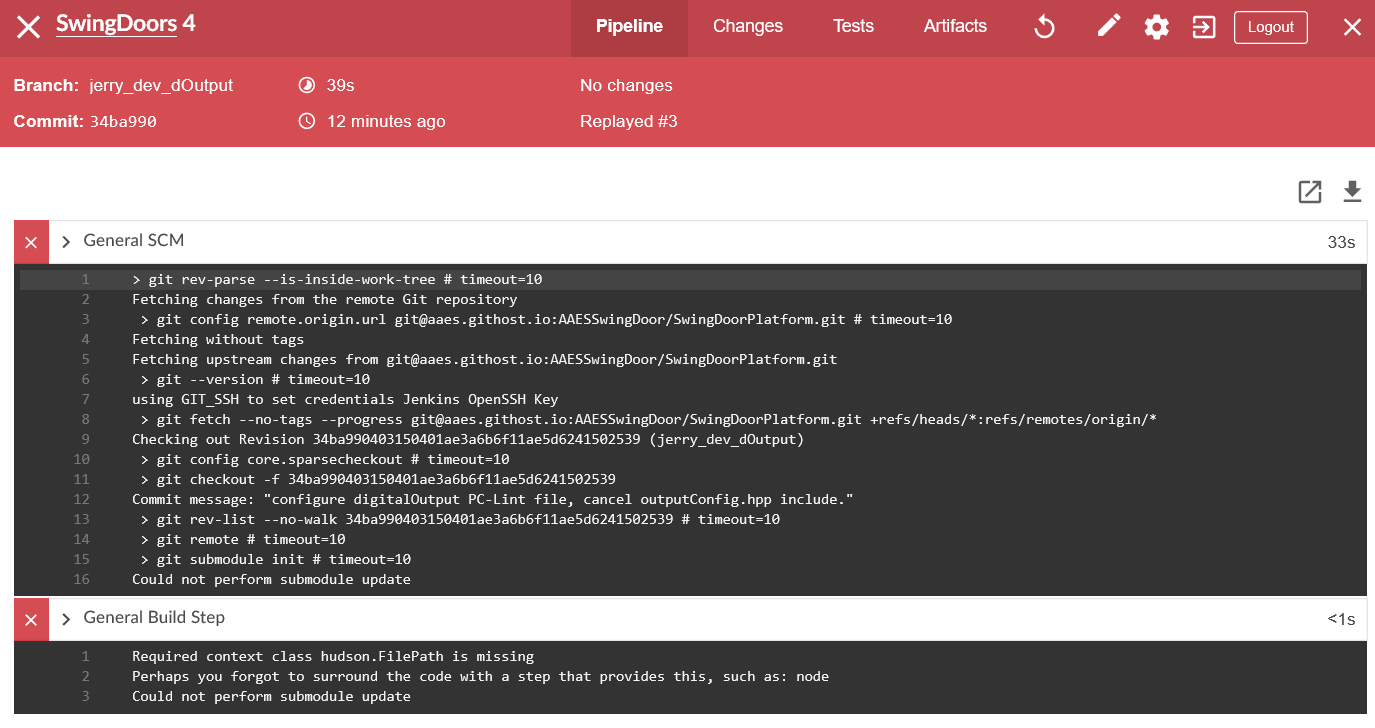 SwingDoors 4
Pipeline
Changes
Tests
Artifacts
Logout
Branch: jerry_dev_dOutput
39s
No changes
Commit: 34ba990
12 minutes ago
Replayed #3
General SCM
33s
1 > git rev-parse --is-inside-work-tree # timeout=10
2 Fetching changes from the remote Git repository
3 > git config remote.origin.url git@aaes.githost.io:AAESSwingDoor/SwingDoorPlatform.git # timeout=10
4 Fetching without tags
5 Fetching upstream changes from git@aaes.githost.io:AAESSwingDoor/SwingDoorPlatform.git
6 > git --version # timeout=10
7 using GIT_SSH to set credentials Jenkins OpenSSH Key
8 > git fetch --no-tags --progress git@aaes.githost.io:AAESSwingDoor/SwingDoorPlatform.git +refs/heads/*:refs/remotes/origin/*
9 Checking out Revision 34ba990403150401ae3a6b6f11ae5d6241502539 (jerry_dev_dOutput)
10 > git config core.sparsecheckout # timeout=10
11 > git checkout -f 34ba990403150401ae3a6b6f11ae5d6241502539
12 Commit message: "configure digitalOutput PC-Lint file, cancel outputConfig.hpp include."
13 > git rev-list --no-walk 34ba990403150401ae3a6b6f11ae5d6241502539 # timeout=10
14 > git remote # timeout=10
15 > git submodule init # timeout=10
16 Could not perform submodule update
General Build Step
<1s
1 Required context class hudson.FilePath is missing
2 Perhaps you forgot to surround the code with a step that provides this, such as: node
3 Could not perform submodule update